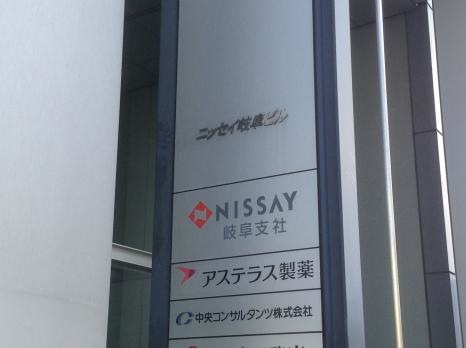 ニッセイ岐阜ビル
NISSAY
岐阜支社
アステラス製薬
中央コンサルタンツ株式会社